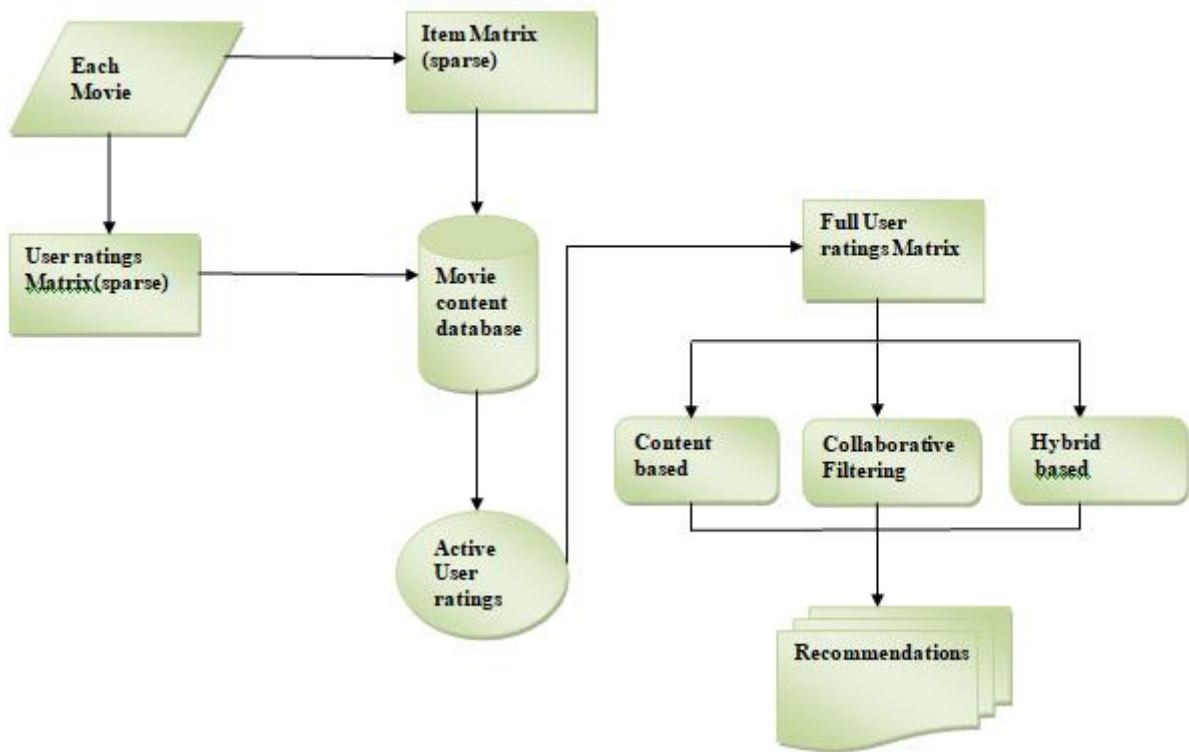 Each
Movie
Item Matrix
(sparse)
User ratings
Matrix(sparse)
Movie
content
database
Full User
ratings Matrix
Content
based
Collaborative
Filtering
Hybrid
based
Active
User
ratings
Recommendations